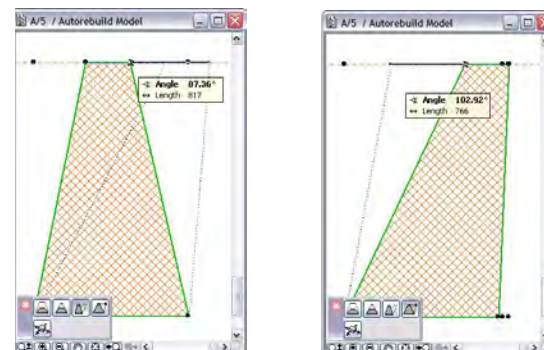 A/5 / Autorebuild Model
Angle 87.36°
Length 817
A/5 / Autorebuild Model
Angle 102.92°
Length 766